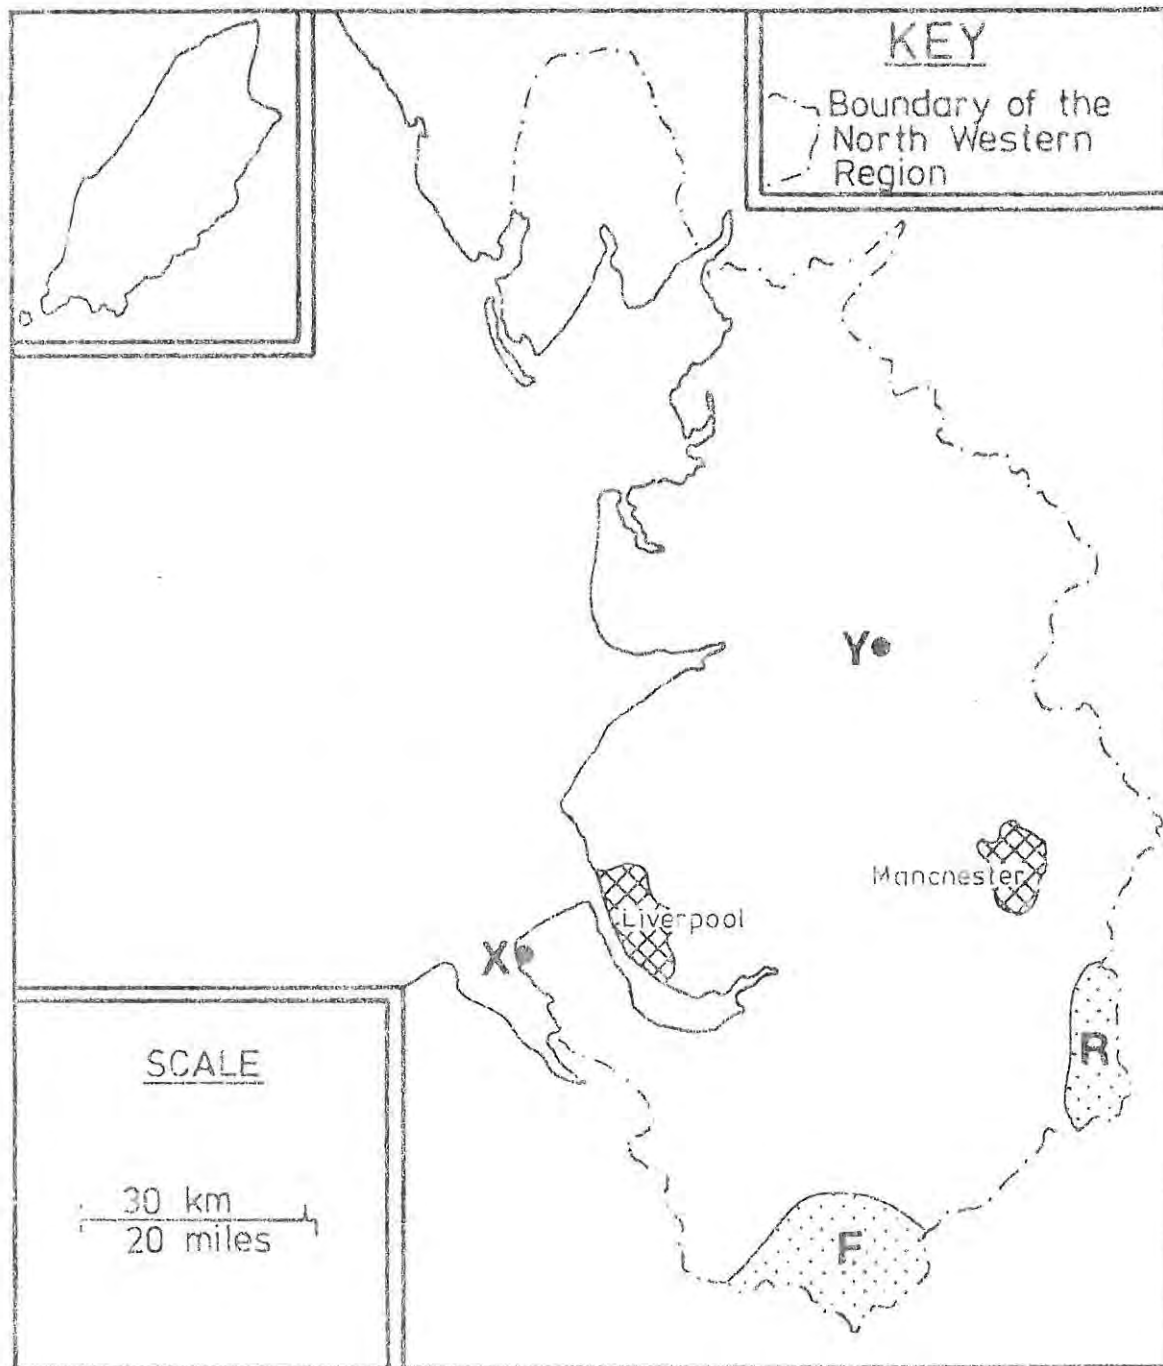 KEY
Boundary of the
North Western
Region
Y
Manchester
Liverpool
X
R
SCALE
30 km
20 miles
F